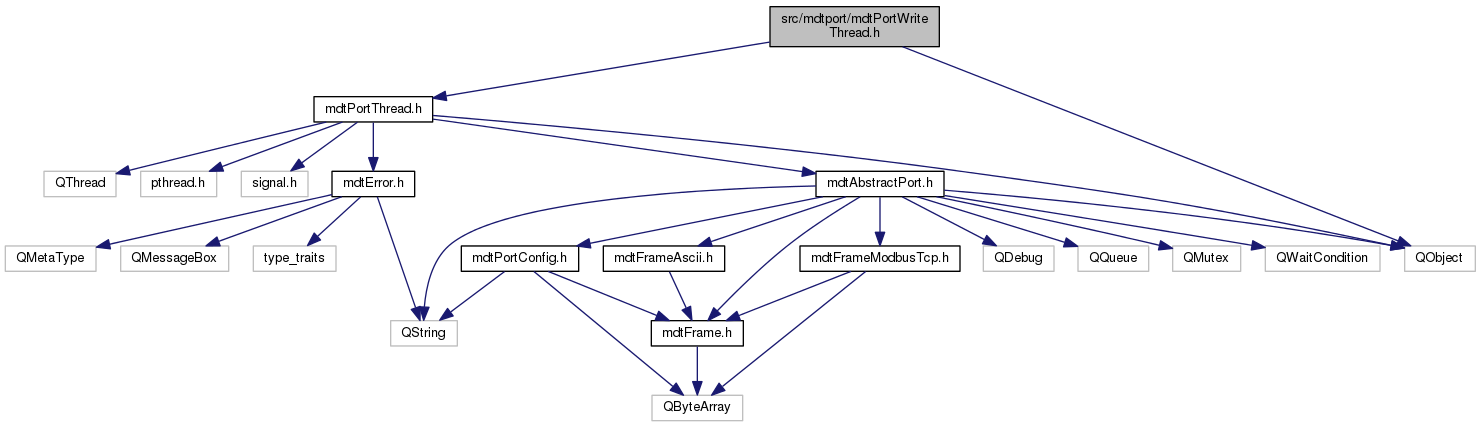 src/mdtport/mdtPortWrite
Thread.h
mdtPortThread.h
QThread
pthread.h
signal.h
mdtError.h
mdtAbstractPort.h
QMetaType
QMessageBox
type_traits
mdtPortConfig.h
mdtFrameAscii.h
mdtFrameModbusTcp.h
QDebug
QQueue
QMutex
QWaitCondition
QObject
QString
mdtFrame.h
QByteArray